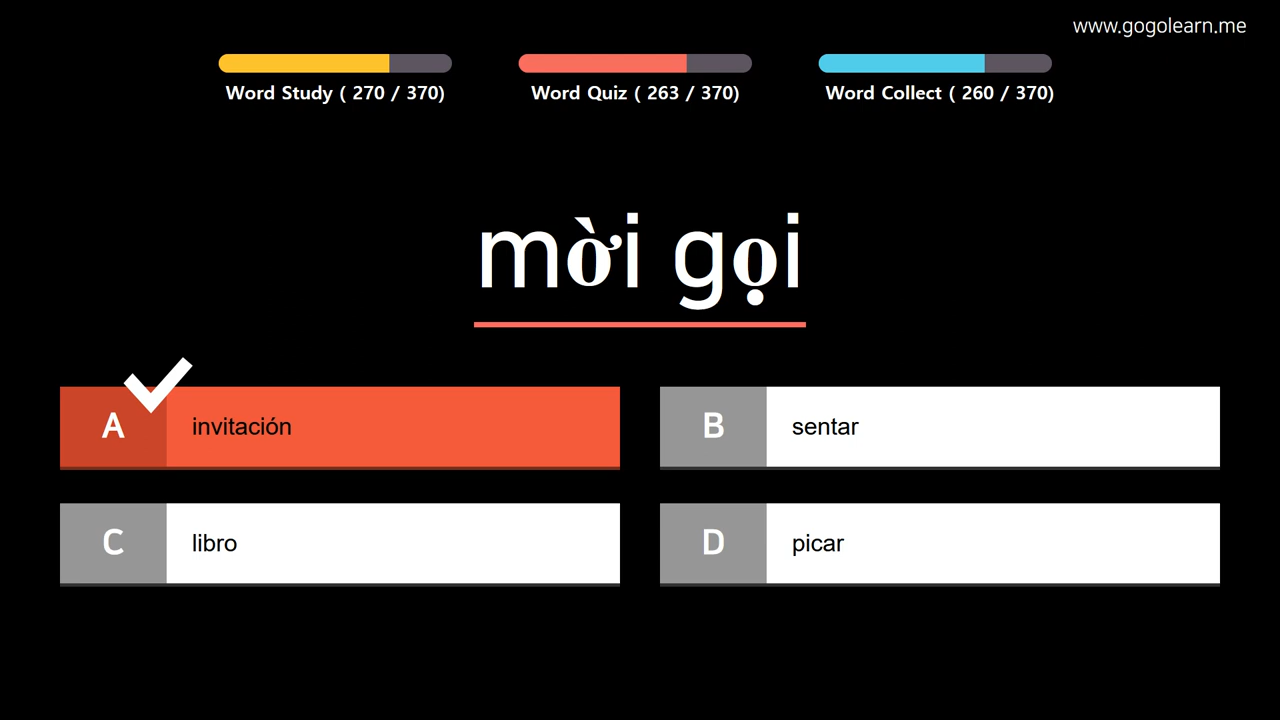 www.gogolearn.me
Word Study ( 270 / 370)
Word Quiz ( 263 / 370)
Word Collect ( 260 / 370)
mời gọi
A invitación
B sentar
C libro
D picar